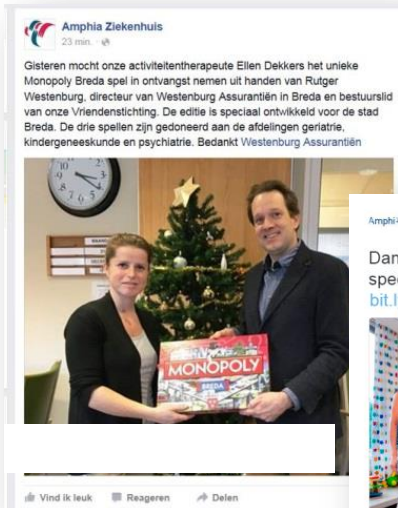 Amphia Ziekenhuis
23 min.
Gisteren mocht onze activiteitentherapeute Ellen Dekkers het unieke
Monopoly Breda spel in ontvangst nemen uit handen van Rutger
Westenburg, directeur van Westenburg Assurantiën in Breda en bestuurslid
van onze Vriendenstichting. De editie is speciaal ontwikkeld voor de stad
Breda. De drie spellen zijn gedoneerd aan de afdelingen geriatrie,
kindergeneeskunde en psychiatrie. Bedankt Westenburg Assurantiën
MONOPOLY
BREDA
Vind ik leuk Reageren Delen